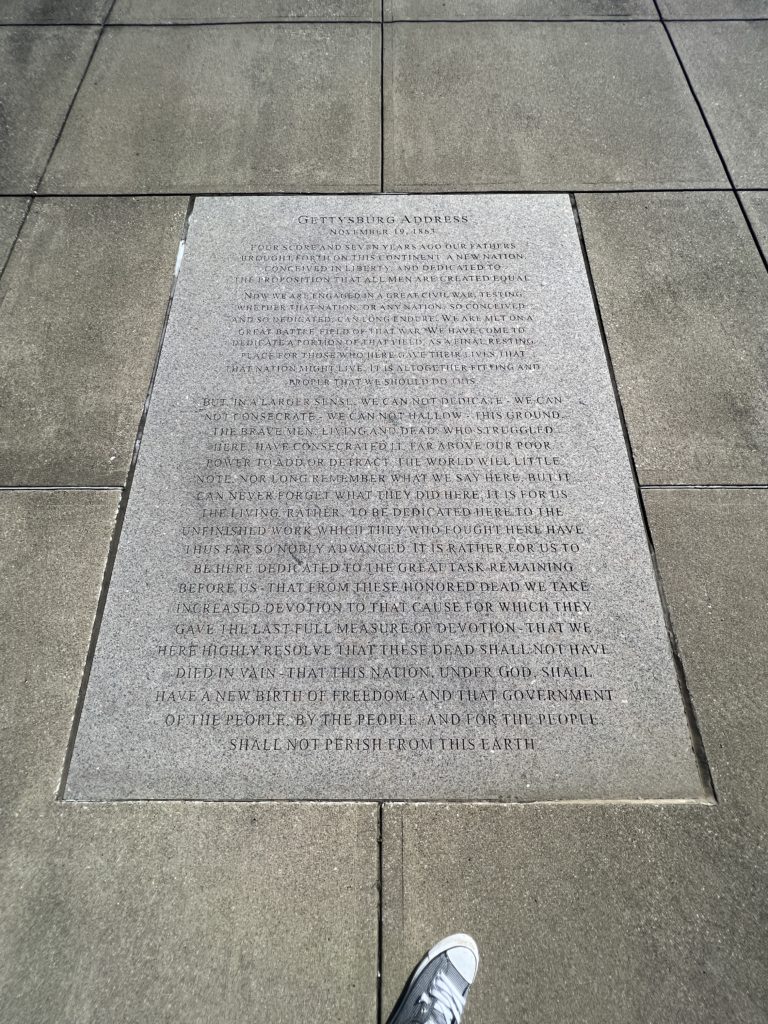 GETTYSBURG ADDRESS
NOVEMBER 19, 1863
FOUR SCORE AND SEVEN YEARS AGO OUR FATHERS
BROUGHT FORTH ON THIS CONTINENT, A NEW NATION,
CONCEIVED IN LIBERTY, AND DEDICATED TO
THE PROPOSITION THAT ALL MEN ARE CREATED EQUAL.
NOW WE ARE ENGAGED IN A GREAT CIVIL WAR, TESTING
WHETHER THAT NATION, OR ANY NATION, SO CONCEIVED
AND SO DEDICATED, CAN LONG ENDURE. WE ARE MET ON A
GREAT BATTLE FIELD OF THAT WAR. WE HAVE COME TO
DEDICATE A PORTION OF THAT FIELD, AS A FINAL RESTING
PLACE FOR THOSE WHO HERE GAVE THEIR LIVES THAT
THAT NATION MIGHT LIVE. IT IS ALTOGETHER FITTING AND
PROPER THAT WE SHOULD DO THIS.
BUT, IN A LARGER SENSE, WE CAN NOT DEDICATE - WE CAN
NOT CONSECRATE - WE CAN NOT HALLOW - THIS GROUND.
THE BRAVE MEN, LIVING AND DEAD, WHO STRUGGLED
HERE, HAVE CONSECRATED IT, FAR ABOVE OUR POOR
POWER TO ADD OR DETRACT. THE WORLD WILL LITTLE
NOTE, NOR LONG REMEMBER WHAT WE SAY HERE, BUT IT
CAN NEVER FORGET WHAT THEY DID HERE. IT IS FOR US
THE LIVING, RATHER, TO BE DEDICATED HERE TO THE
UNFINISHED WORK WHICH THEY WHO FOUGHT HERE HAVE
THUS FAR SO NOBLY ADVANCED. IT IS RATHER FOR US TO
BE HERE DEDICATED TO THE GREAT TASK REMAINING
BEFORE US - THAT FROM THESE HONORED DEAD WE TAKE
INCREASED DEVOTION TO THAT CAUSE FOR WHICH THEY
GAVE THE LAST FULL MEASURE OF DEVOTION - THAT WE
HERE HIGHLY RESOLVE THAT THESE DEAD SHALL NOT HAVE
DIED IN VAIN - THAT THIS NATION, UNDER GOD, SHALL
HAVE A NEW BIRTH OF FREEDOM - AND THAT GOVERNMENT
OF THE PEOPLE, BY THE PEOPLE, AND FOR THE PEOPLE,
SHALL NOT PERISH FROM THIS EARTH.